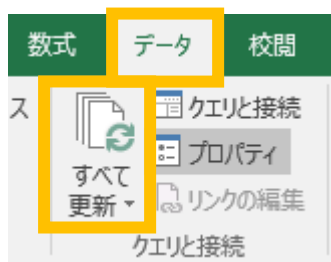 数式 データ 校閲
ス
すべて
更新
クエリと接続
プロパティ
リンクの編集
クエリと接続